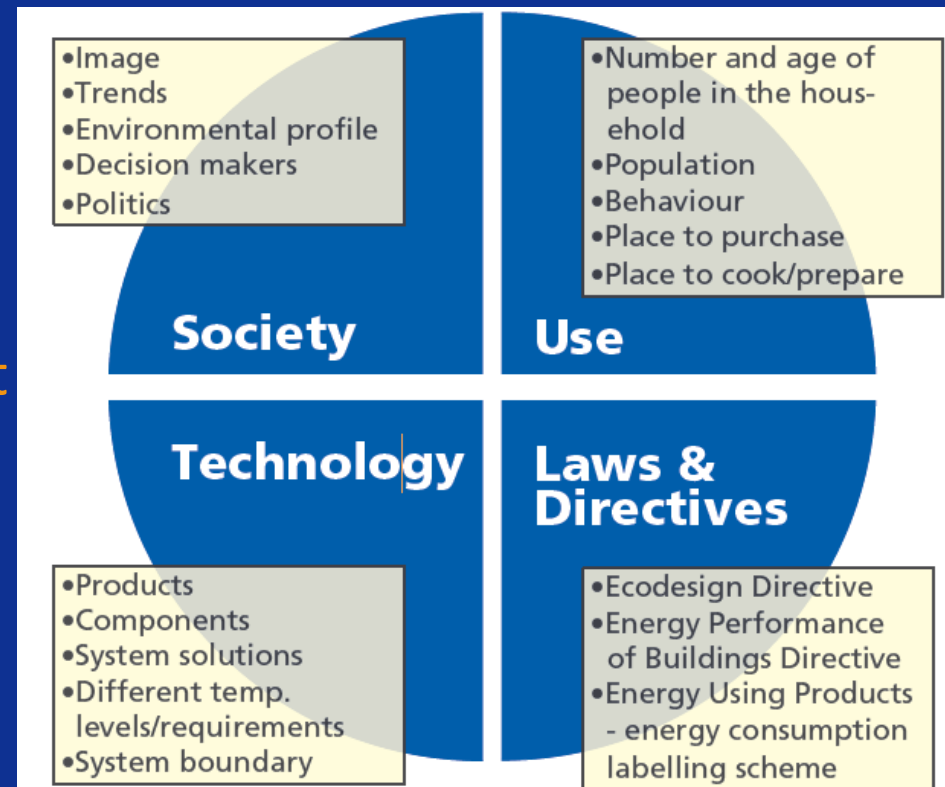 •Image
•Trends
•Environmental profile
•Decision makers
•Politics
Society
•Number and age of
people in the hous-
ehold
•Population
•Behaviour
•Place to purchase
•Place to cook/prepare
Use
t
Technology
•Products
•Components
•System solutions
•Different temp.
levels/requirements
•System boundary
Laws &
Directives
•Ecodesign Directive
•Energy Performance
of Buildings Directive
•Energy Using Products
- energy consumption
labelling scheme